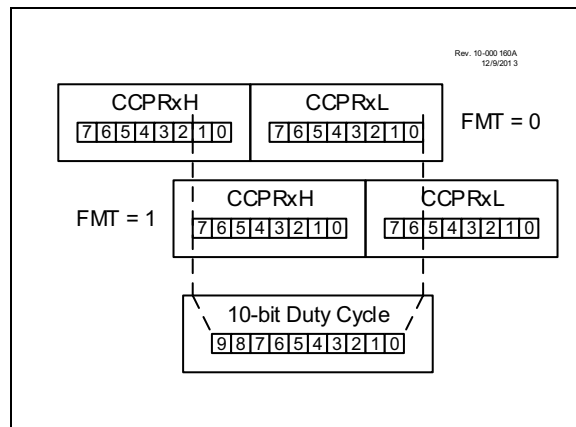 Rev. 10-000 160A
12/9/201 3
CCPRxH CCPRxL
7 6 5 4 3 2 1 0 7 6 5 4 3 2 1 0 FMT = 0
CCPRxH CCPRxL
FMT = 1 7 6 5 4 3 2 1 0 7 6 5 4 3 2 1 0
10-bit Duty Cycle
9 8 7 6 5 4 3 2 1 0